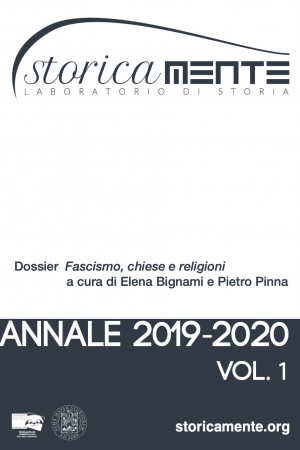 storicaMENTE
LABORATORIO DI STORIA
Dossier Fascismo, chiese e religioni
a cura di Elena Bignami e Pietro Pinna
ANNALE 2019-2020
VOL. 1
storicamente.org